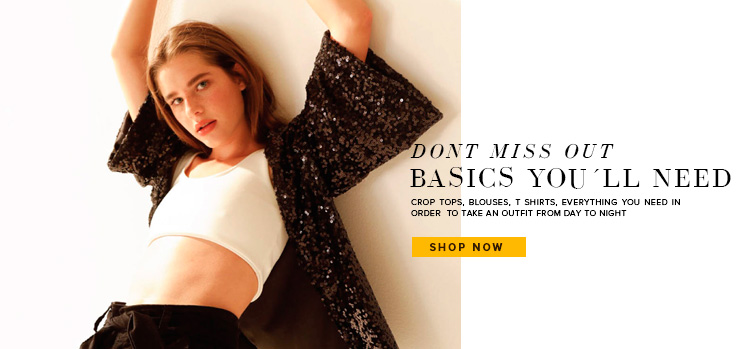 DONT MISS OUT
BASICS YOU´LL NEED
CROP TOPS, BLOUSES, T SHIRTS, EVERYTHING YOU NEED IN
ORDER TO TAKE AN OUTFIT FROM DAY TO NIGHT
SHOP NOW